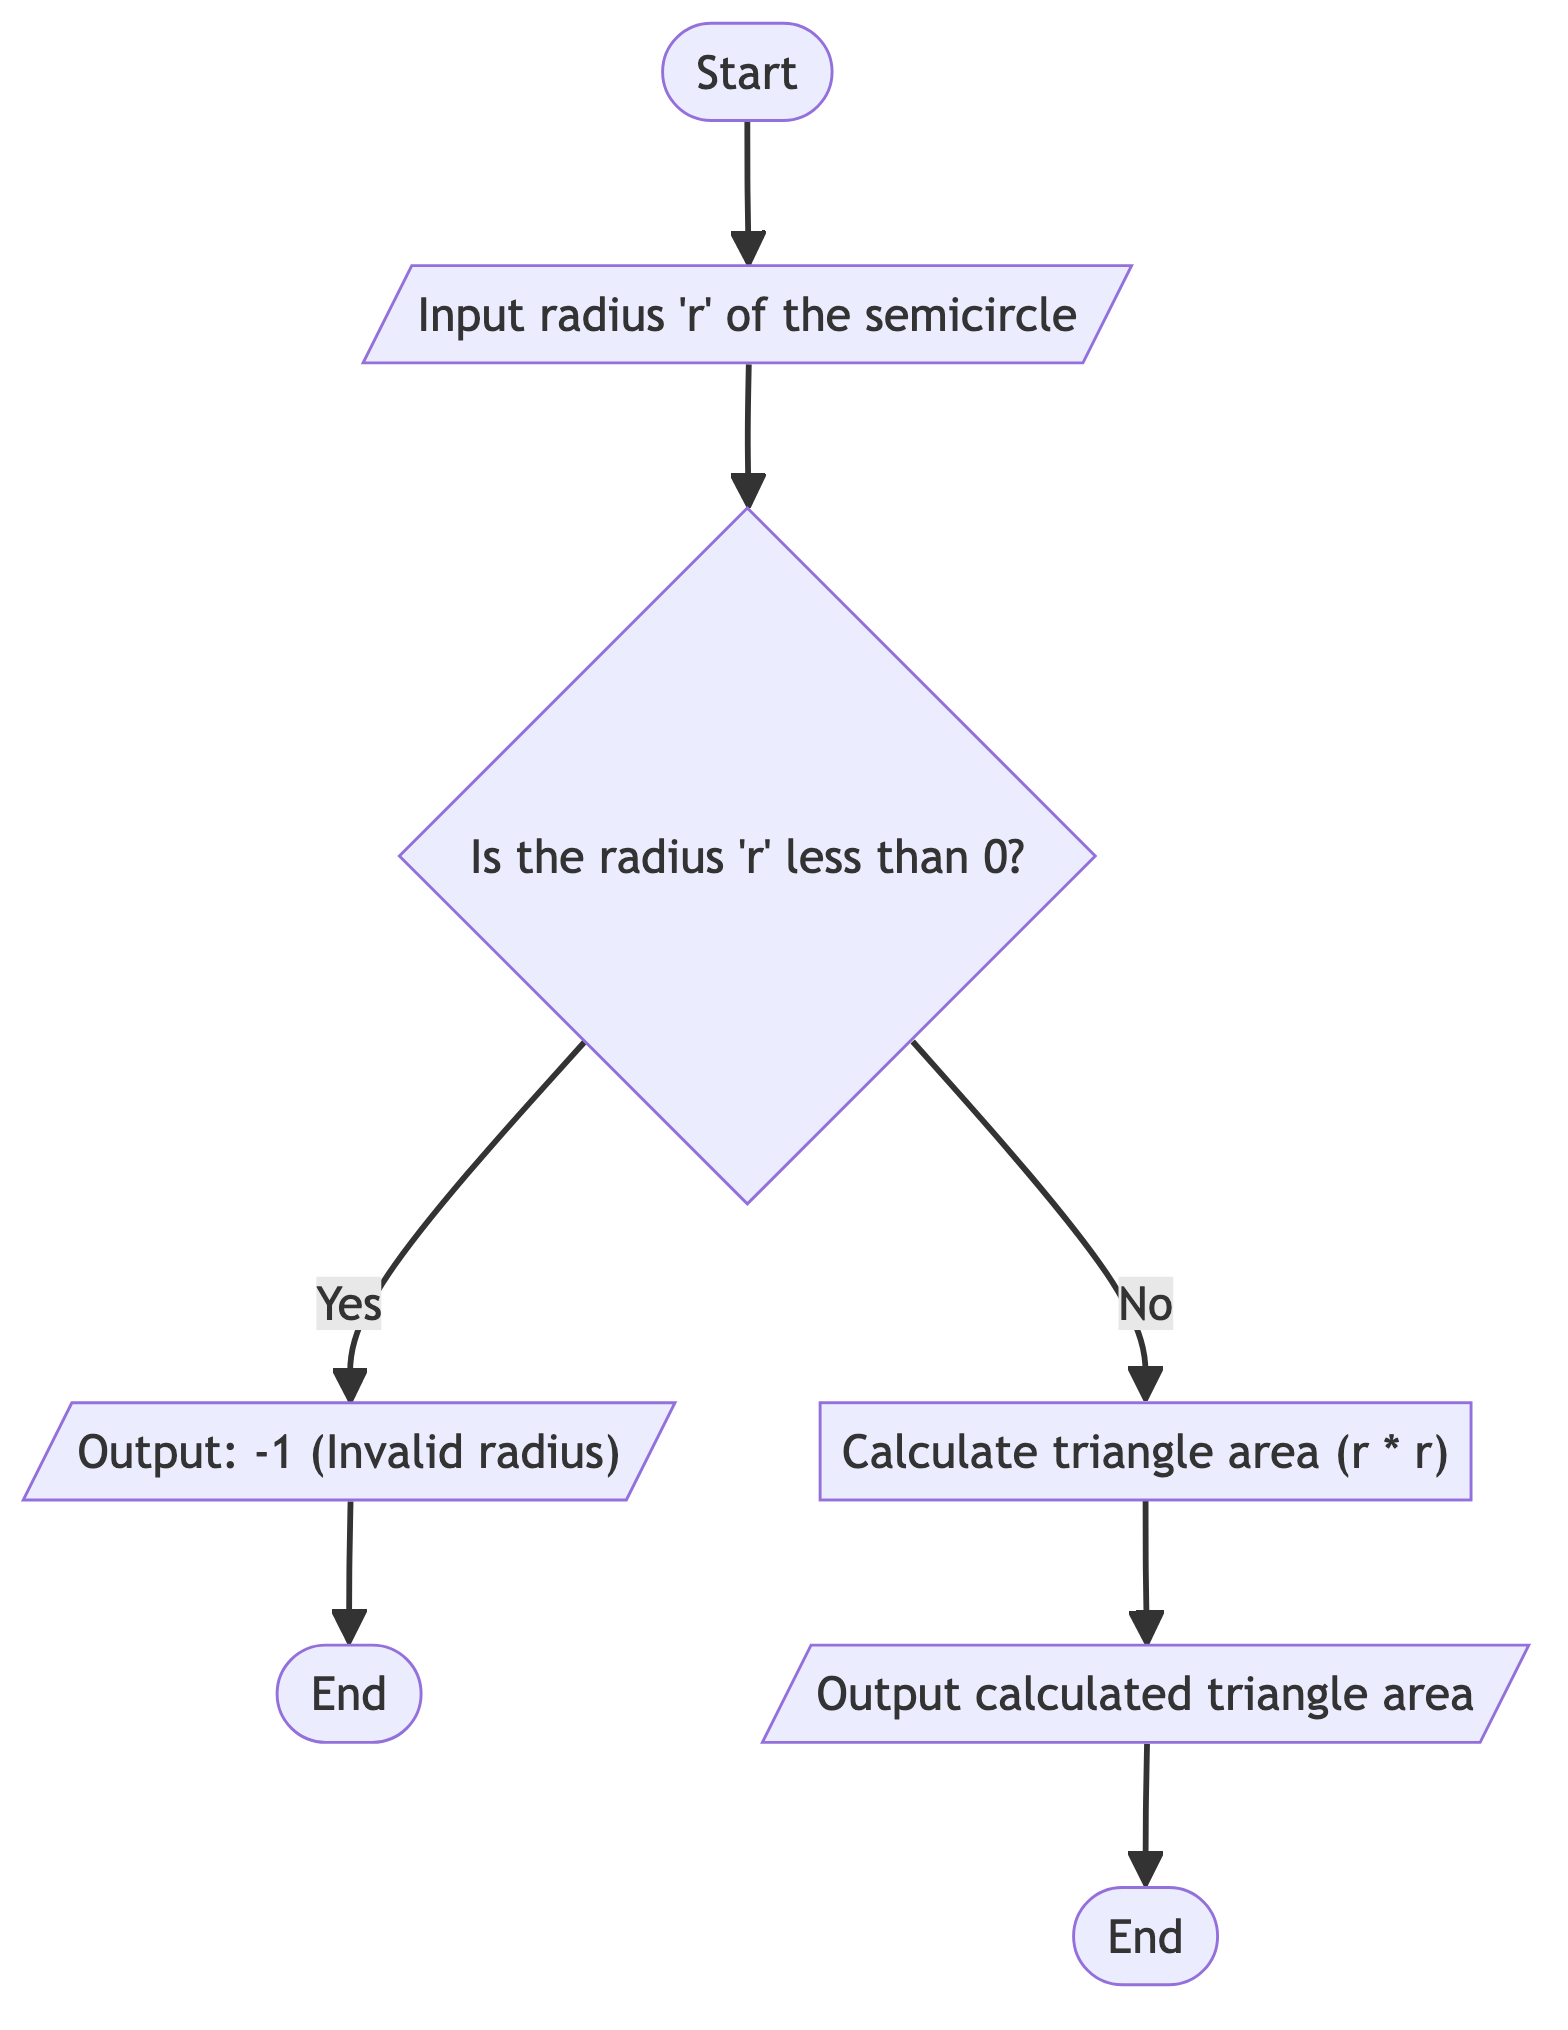 Start
Input radius 'r' of the semicircle
Is the radius 'r' less than 0?
Yes
No
Output: -1 (Invalid radius)
Calculate triangle area (r * r)
End
Output calculated triangle area
End